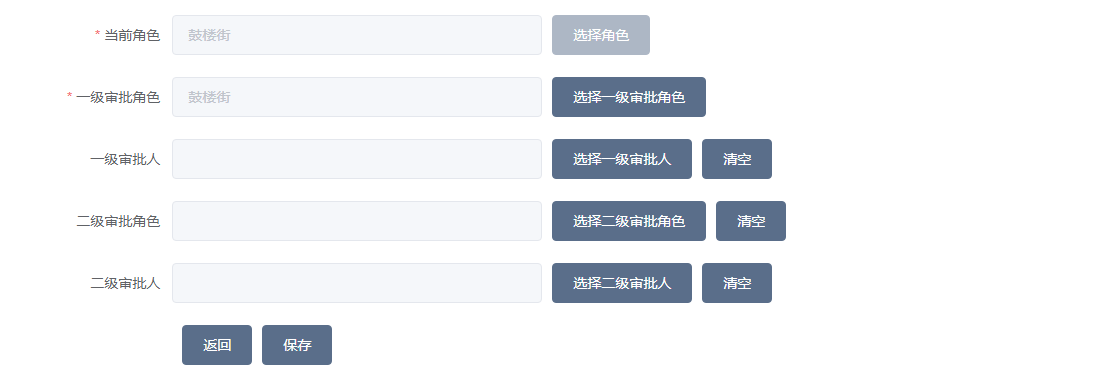 * 当前角色 鼓楼街 选择角色
* 一级审批角色 鼓楼街 选择一级审批角色
一级审批人 选择一级审批人 清空
二级审批角色 选择二级审批角色 清空
二级审批人 选择二级审批人 清空
返回 保存